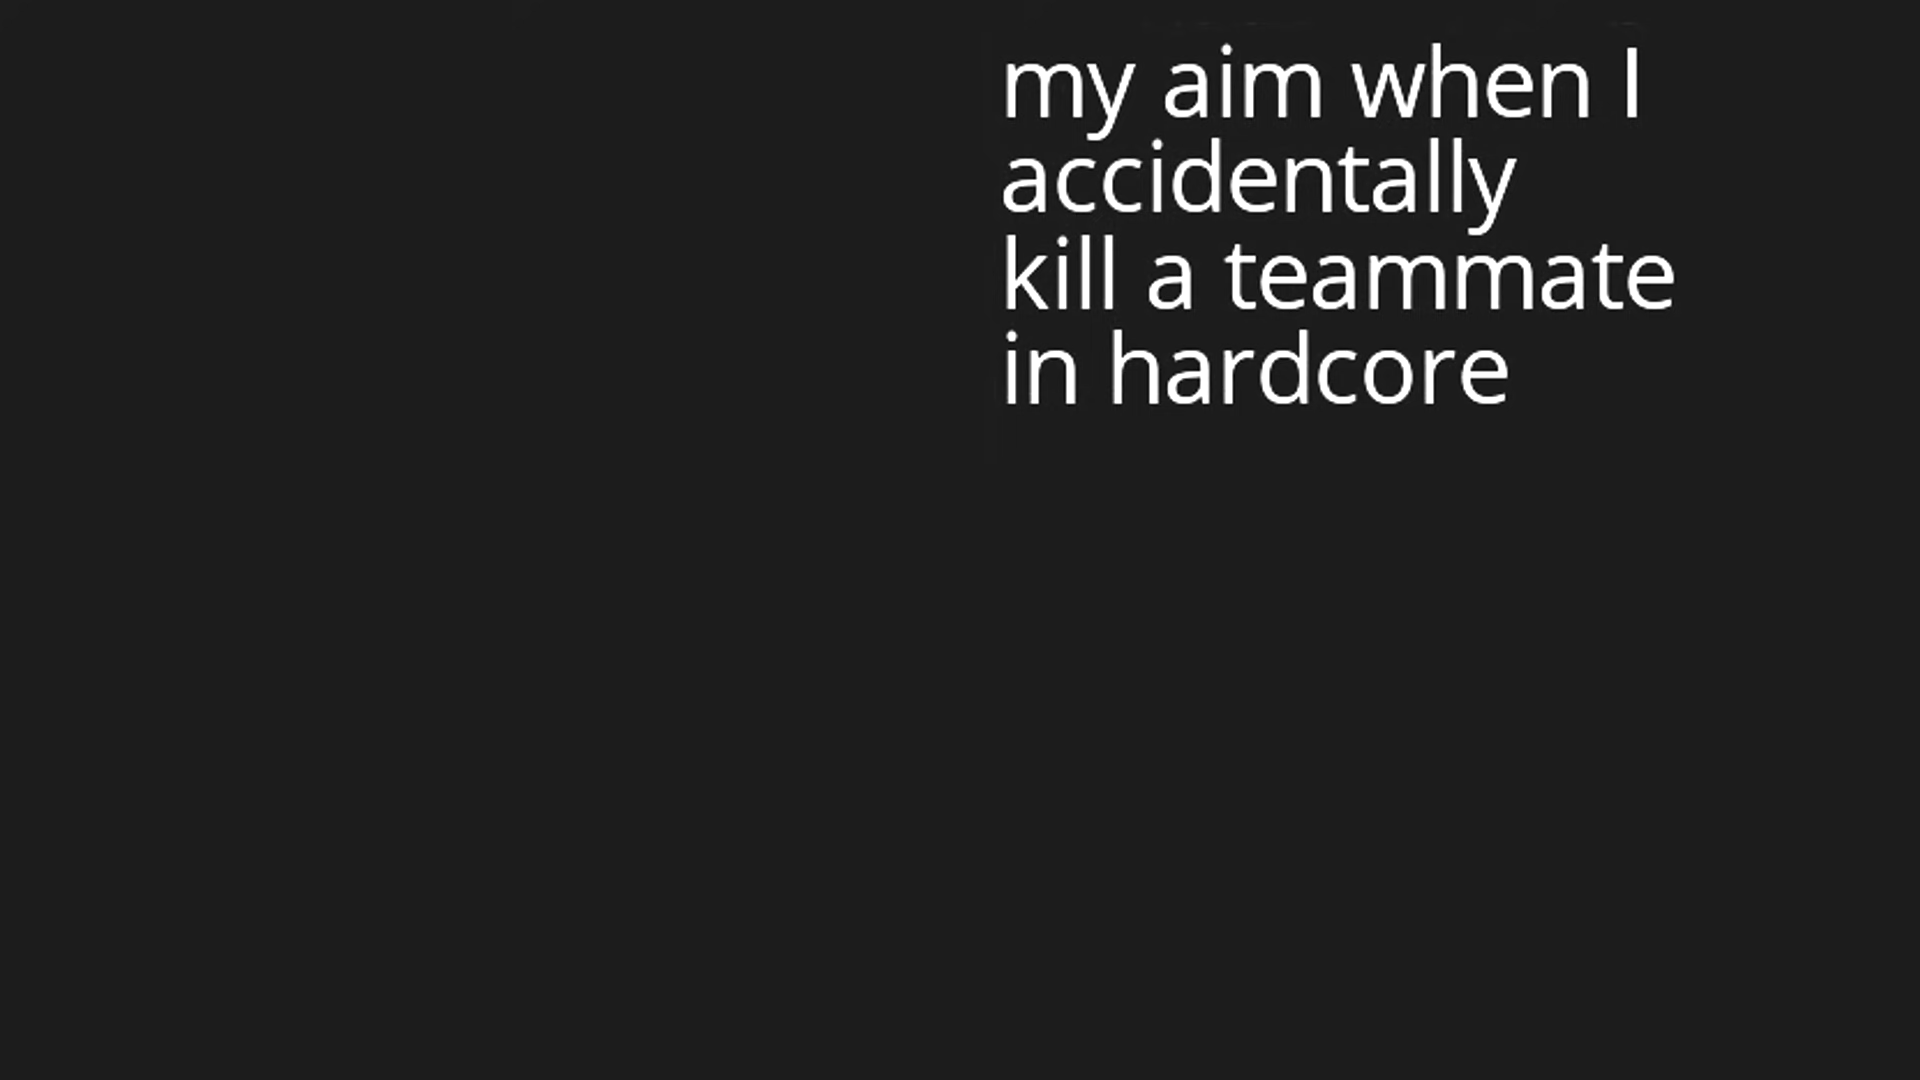 my aim when I
accidentally
kill a teammate
in hardcore